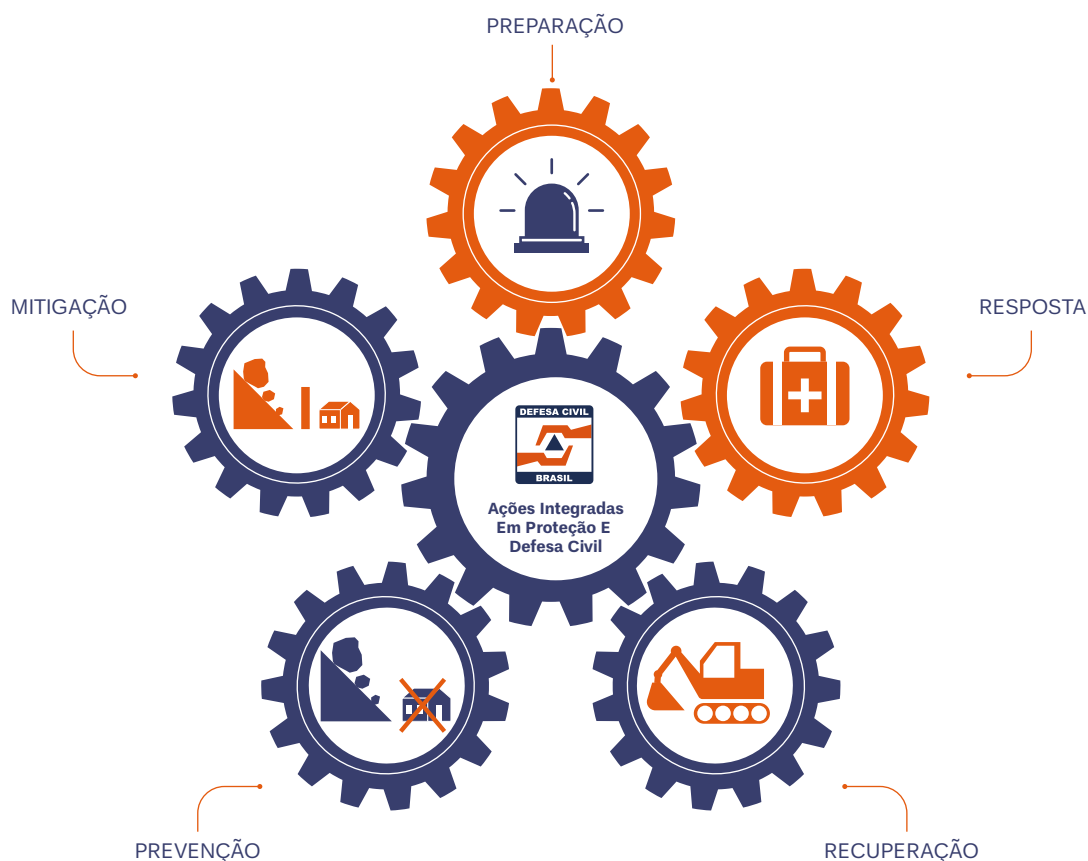 PREPARAÇÃO
MITIGAÇÃO
RESPOSTA
DEFESA CIVIL
BRASIL
Ações Integradas
Em Proteção E
Defesa Civil
PREVENÇÃO
RECUPERAÇÃO